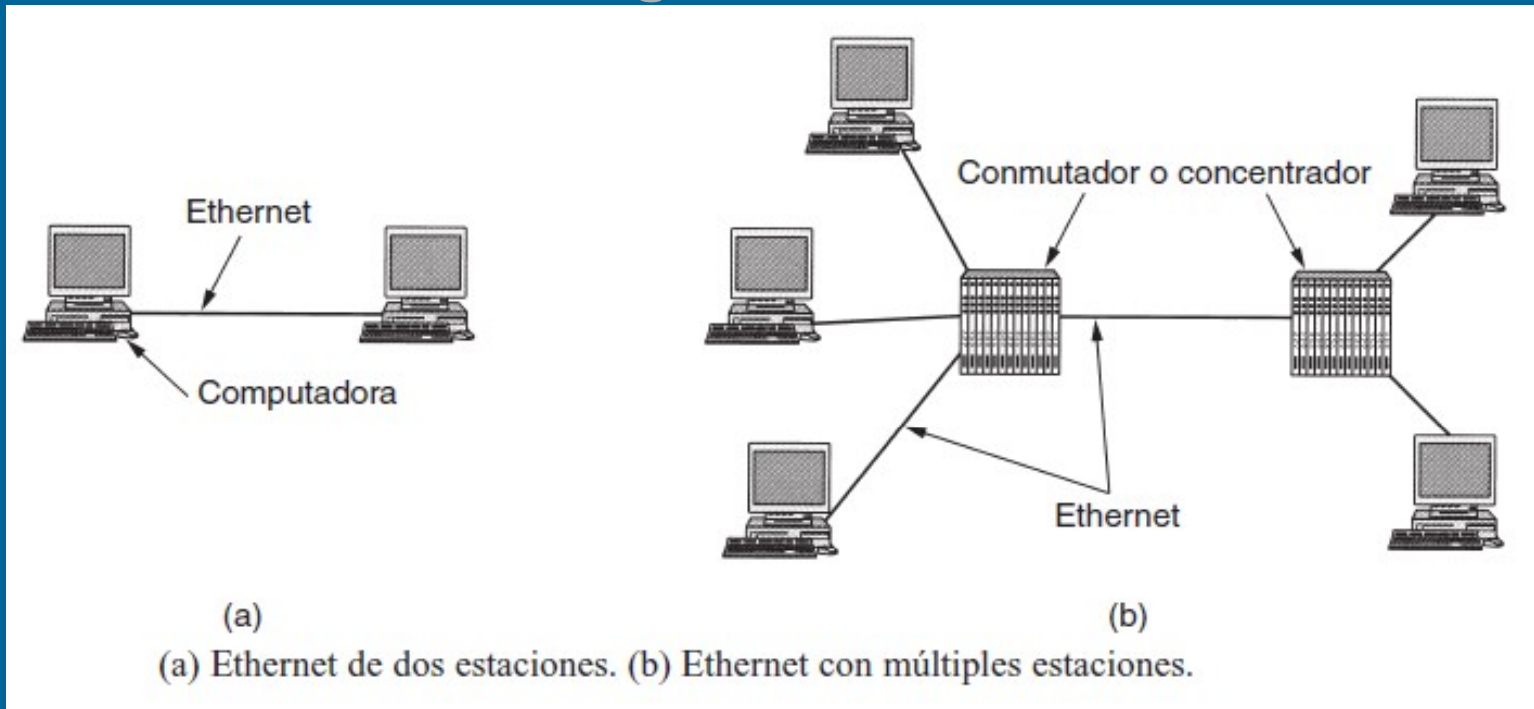 Ethernet
Computadora
(a)
Conmutador o concentrador
Ethernet
(b)
(a) Ethernet de dos estaciones. (b) Ethernet con múltiples estaciones.